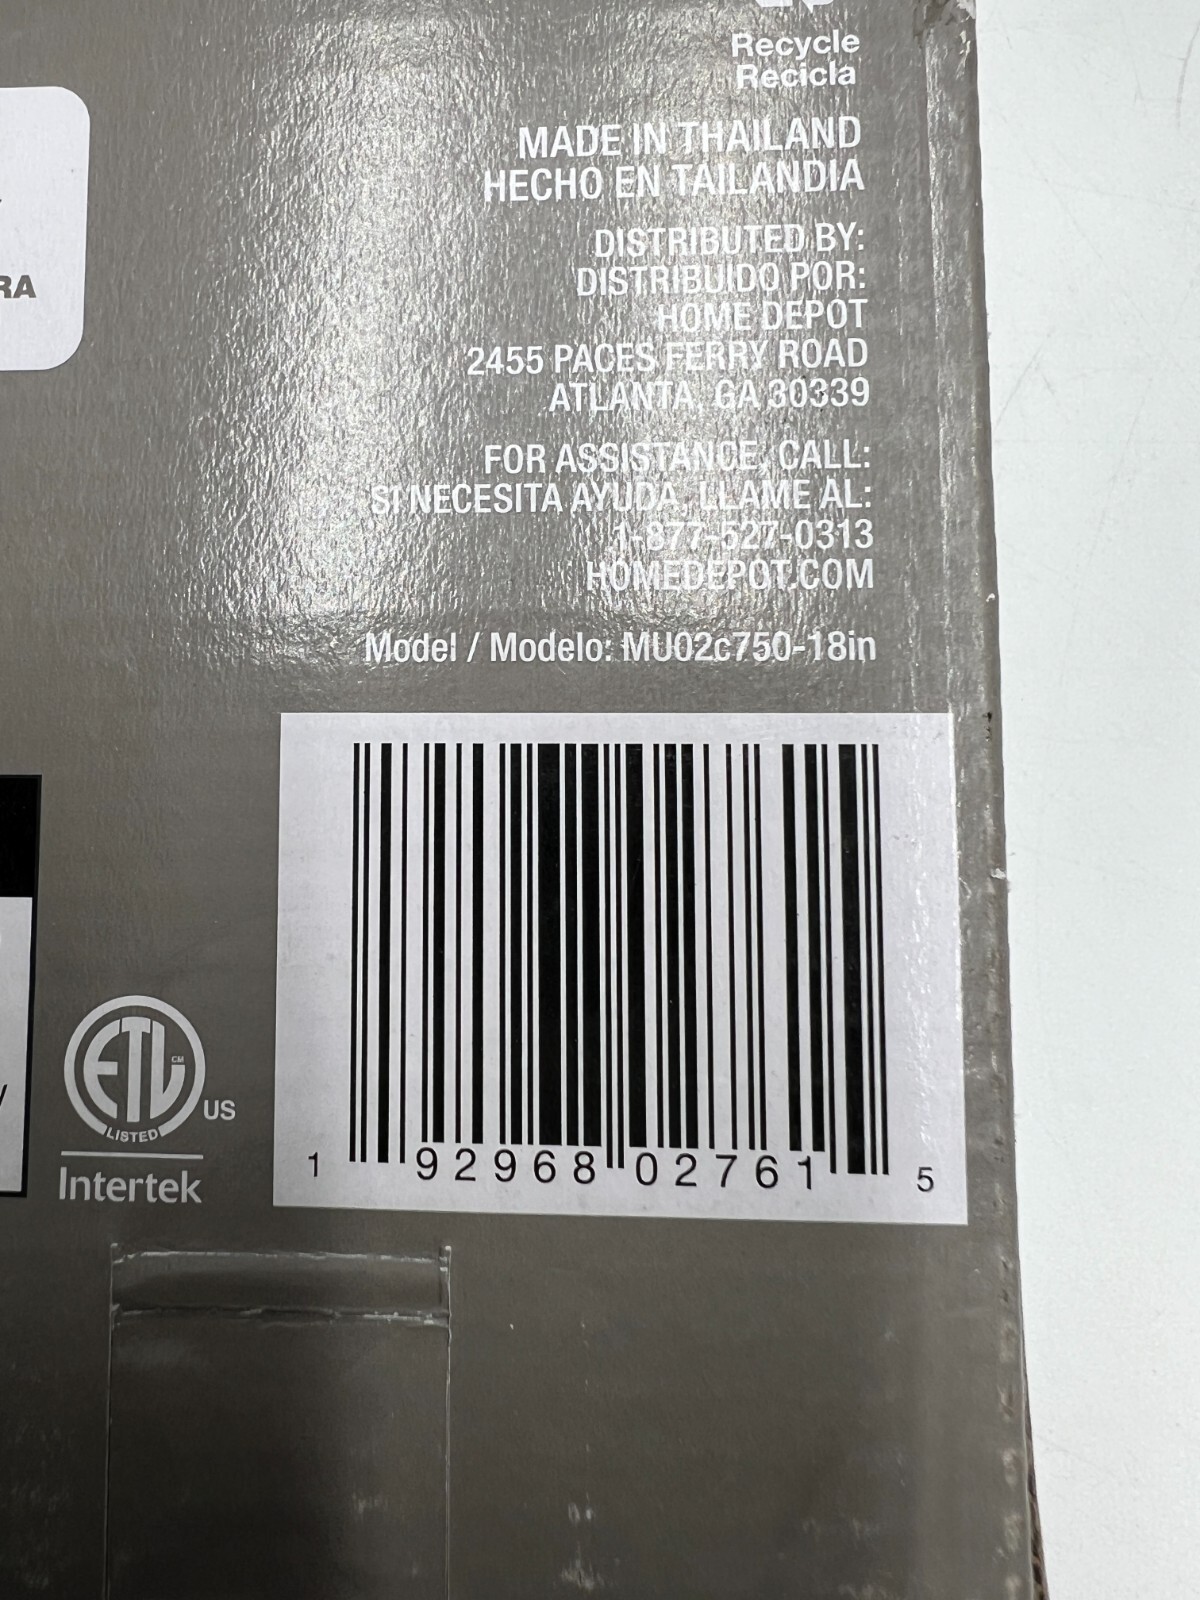 Recycle
Recicla
MADE IN THAILAND
HECHO EN TAILANDIA
DISTRIBUTED BY:
DISTRIBUIDO POR:
HOME DEPOT
2455 PACES FERRY ROAD
ATLANTA, GA 30339
RA
FOR ASSISTANCE, CALL:
SI NECESITA AYUDA, LLAME AL:
1-877-527-0313
HOMEDEPOT.COM
Model / Modelo: MU02c750-18in
1 92968 02761 5
ETL CM
LISTED
US
Intertek